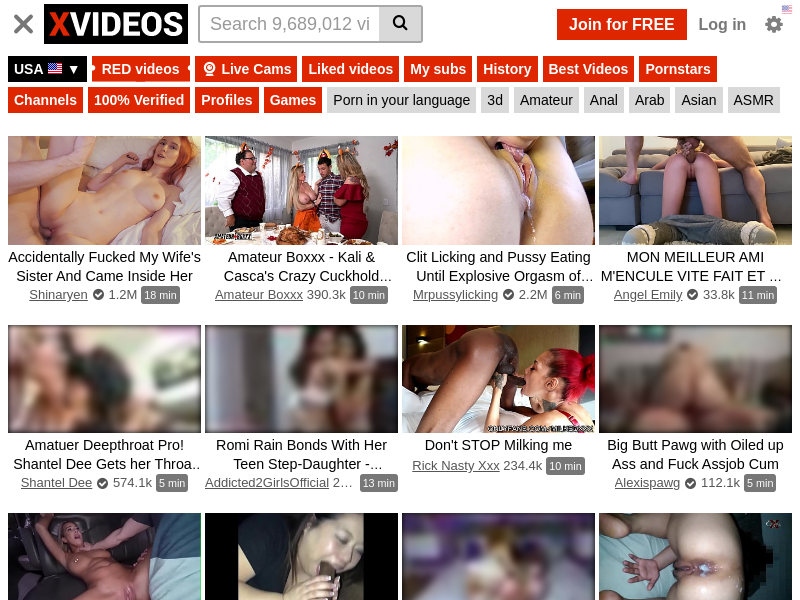 XVIDEOS
Search 9,689,012 vi
Join for FREE
Log in
USA ▼
RED videos
Live Cams
Liked videos
My subs
History
Best Videos
Pornstars
Channels
100% Verified
Profiles
Games
Porn in your language
3d
Amateur
Anal
Arab
Asian
ASMR
Accidentally Fucked My Wife's
Sister And Came Inside Her
Shinaryen 1.2M 18 min
Amateur Boxxx - Kali &
Casca's Crazy Cuckhold...
Amateur Boxxx 390.3k 10 min
Clit Licking and Pussy Eating
Until Explosive Orgasm of...
Mrpussylicking 2.2M 6 min
MON MEILLEUR AMI
M'ENCULE VITE FAIT ET ...
Angel Emily 33.8k 11 min
Amatuer Deepthroat Pro!
Shantel Dee Gets her Throa..
Shantel Dee 574.1k 5 min
Romi Rain Bonds With Her
Teen Step-Daughter -...
Addicted2GirlsOfficial 2... 13 min
Don't STOP Milking me
Rick Nasty Xxx 234.4k 10 min
Big Butt Pawg with Oiled up
Ass and Fuck Assjob Cum
Alexispawg 112.1k 5 min